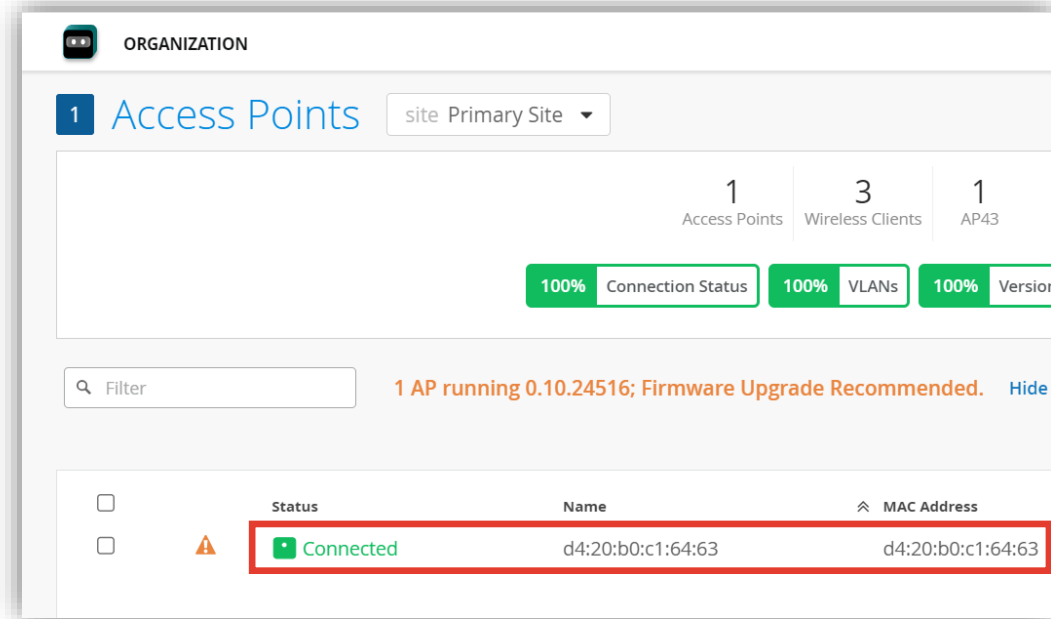 ORGANIZATION
1 Access Points site Primary Site
1 3 1
Access Points Wireless Clients AP43
100% Connection Status 100% VLANs 100% Version
Filter 1 AP running 0.10.24516; Firmware Upgrade Recommended. Hide
Status Name MAC Address
Connected d4:20:b0:c1:64:63 d4:20:b0:c1:64:63